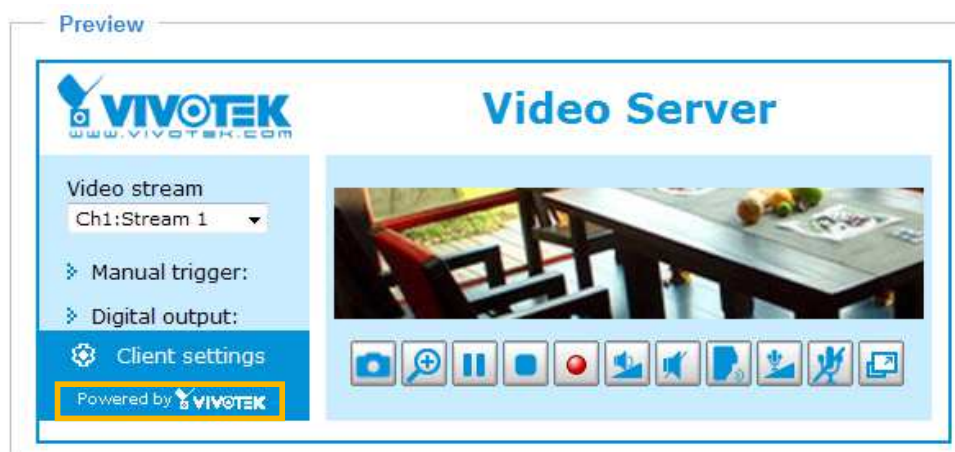 Preview
VIVOTEK
www.vivotek.com
Video Server
Video stream
Ch1:Stream 1
Manual trigger:
Digital output:
Client settings
Powered by VIVOTEK